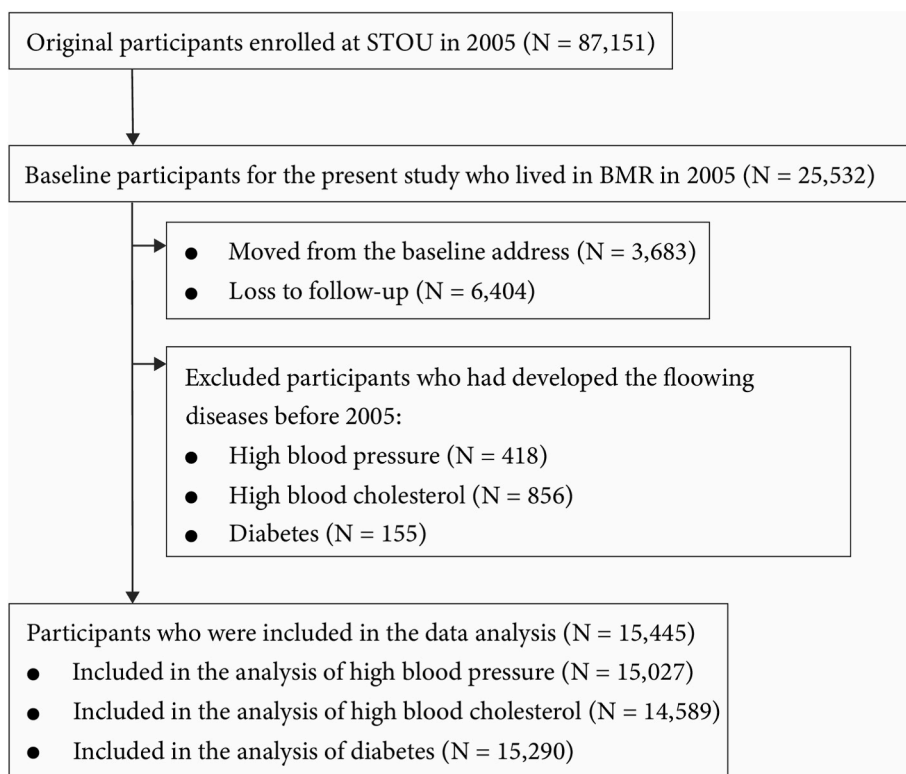 Original participants enrolled at STOU in 2005 (N = 87,151)
Baseline participants for the present study who lived in BMR in 2005 (N = 25,532)
● Moved from the baseline address (N = 3,683)
● Loss to follow-up (N = 6,404)
Excluded participants who had developed the floowing
diseases before 2005:
● High blood pressure (N = 418)
● High blood cholesterol (N = 856)
● Diabetes (N = 155)
Participants who were included in the data analysis (N = 15,445)
● Included in the analysis of high blood pressure (N = 15,027)
● Included in the analysis of high blood cholesterol (N = 14,589)
● Included in the analysis of diabetes (N = 15,290)